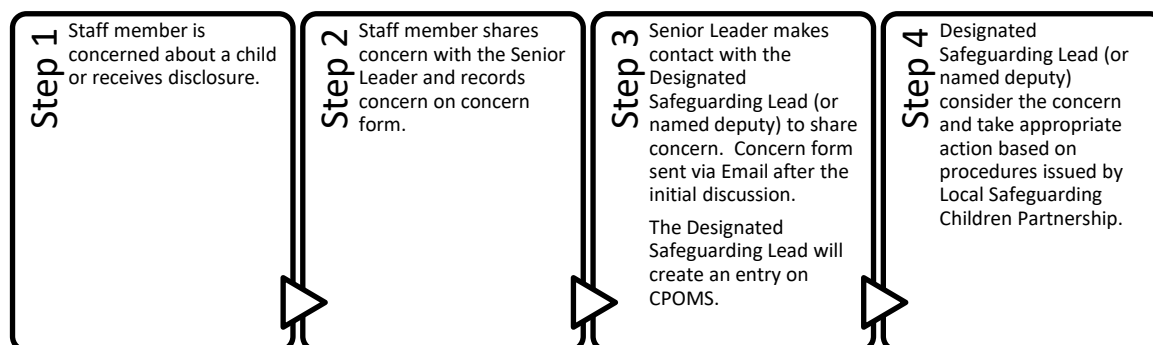 Step 1
Staff member is
concerned about a child
or receives disclosure.
Step 2
Staff member shares
concern with the Senior
Leader and records
concern on concern
form.
Step 3
Senior Leader makes
contact with the
Designated
Safeguarding Lead (or
named deputy) to share
concern.  Concern form
sent via Email after the
initial discussion.
The Designated
Safeguarding Lead will
create an entry on
CPOMS.
Step 4
Designated
Safeguarding Lead (or
named deputy)
consider the concern
and take appropriate
action based on
procedures issued by
Local Safeguarding
Children Partnership.